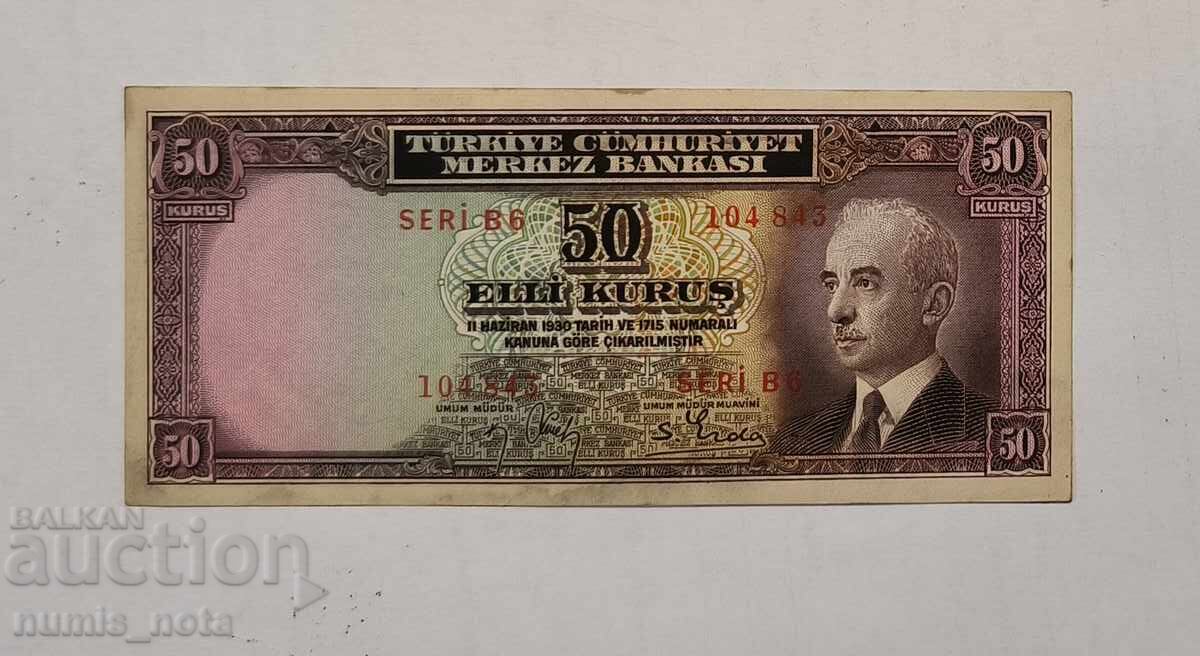 50
TÜRKİYE CÜMHURİYET
MERKEZ BANKASI
50
KURUŞ
KURUŞ
SERİ B6
50
104 843
ELLİ KURUŞ
11 HAZİRAN 1930 TARİH VE 1715 NUMARALI
KANUNA GÖRE ÇIKARILMIŞTIR
104 843
SERİ B6
UMUM MÜDÜR
UMUM MÜDÜR MUAVİNİ
50
50
BALKAN
auction
numis_nota